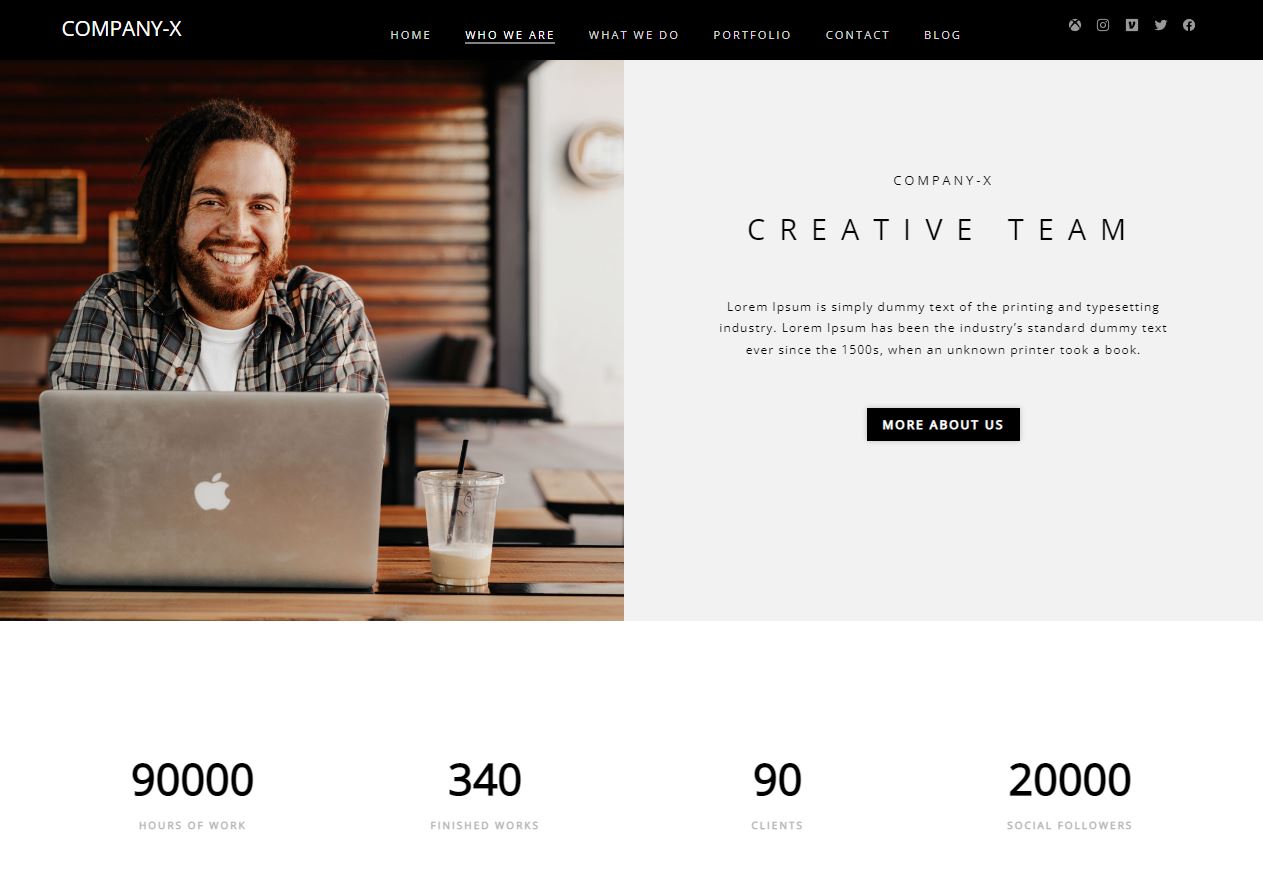 COMPANY-X
HOME WHO WE ARE WHAT WE DO PORTFOLIO CONTACT BLOG
COMPANY-X
CREATIVE TEAM
Lorem Ipsum is simply dummy text of the printing and typesetting
industry. Lorem Ipsum has been the industry’s standard dummy text
ever since the 1500s, when an unknown printer took a book.
MORE ABOUT US
90000 340 90 20000
HOURS OF WORK FINISHED WORKS CLIENTS SOCIAL FOLLOWERS